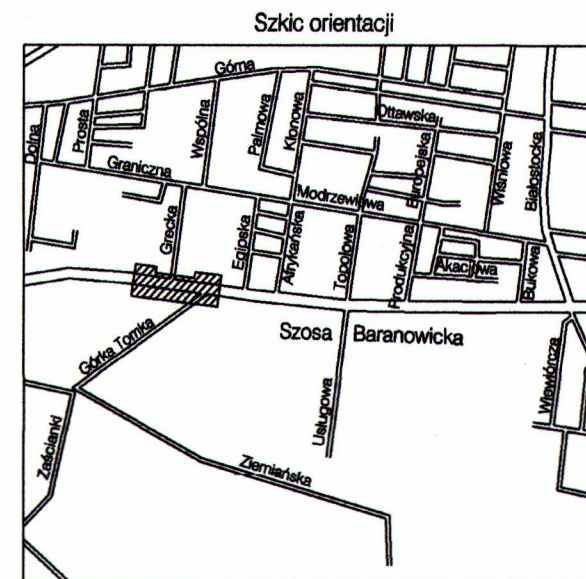 Szkic orientacji
Górna
Ottawska
Dolna
Prosta
Wspólna
Palmowa
Klonowa
Europejska
Wiśniowa
Białostocka
Graniczna
Modrzewiowa
Grecka
Egipska
Afrykańska
Topolowa
Produkcyjna
Akacjowa
Bukowa
Szosa Baranowicka
Górka Tomka
Wiewiórcza
Usługowa
Zaścianki
Ziemiańska